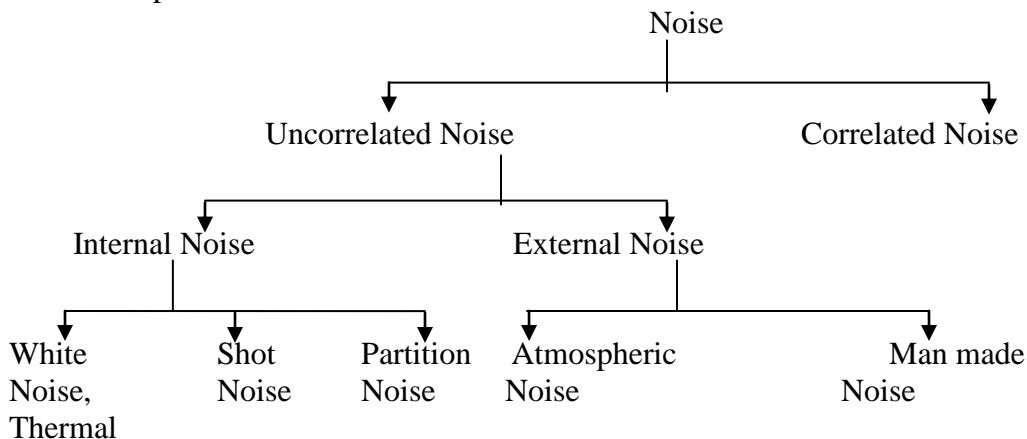 Noise
Uncorrelated Noise Correlated Noise
Internal Noise External Noise
White Shot Partition Atmospheric Man made
Noise, Noise Noise Noise Noise
Thermal